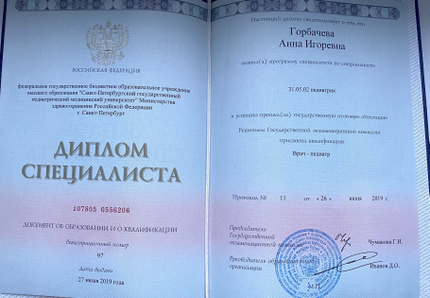 РОССИЙСКАЯ ФЕДЕРАЦИЯ
федеральное государственное бюджетное образовательное учреждение
высшего образования "Санкт-Петербургский государственный
педиатрический медицинский университет" Министерства
здравоохранения Российской Федерации
г. Санкт-Петербург
ДИПЛОМ
СПЕЦИАЛИСТА
107805 0556206
ДОКУМЕНТ ОБ ОБРАЗОВАНИИ И О КВАЛИФИКАЦИИ
Регистрационный номер
97
Дата выдачи
27 июня 2019 года
Настоящий диплом свидетельствует о том, что
Горбачева
Анна Игоревна
освоил(а) программу специалитета по специальности
31.05.02 педиатрия
и успешно прошел(ла) государственную итоговую аттестацию
Решением Государственной экзаменационной комиссии
присвоена квалификация
Врач - педиатр
Протокол № 11 от « 26 » июня 2019 г.
Председатель
Государственной
экзаменационной комиссии
Чумакова Г.Н.
Руководитель
организации
Иванов Д.О.